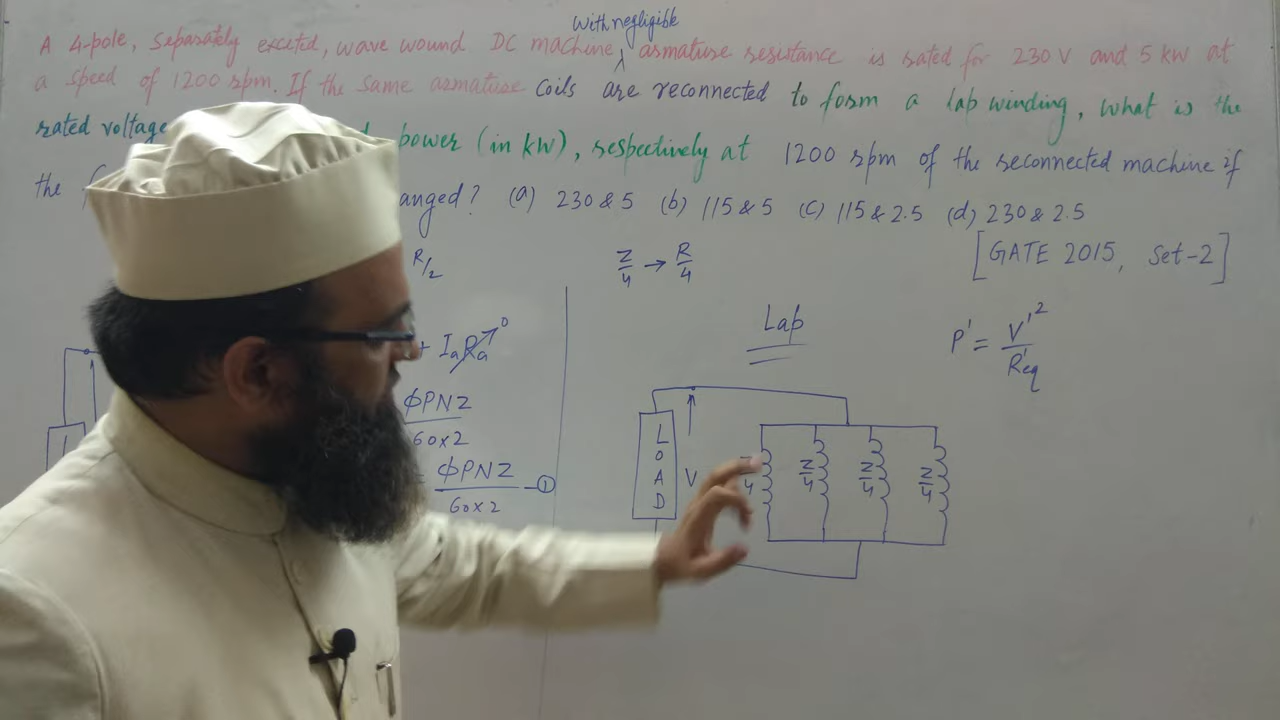 with negligible
A 4-pole, separately excited, wave wound DC machine, armature resistance is rated for 230 V and 5 kW at
a speed of 1200 rpm. If the same armature coils are reconnected to form a lap winding, what is the
rated voltage power (in kW), respectively at 1200 rpm of the reconnected machine if
the anged? (a) 230 & 5 (b) 115 & 5 (c) 115 & 2.5 (d) 230 & 2.5
[GATE 2015, Set-2]
R/2
Z/4 → R/4
Lap
P' = V'²/R'eq
+ IaRa 0
ΦPNZ
60×2
ΦPNZ/60×2 — ①
LOAD
V
Z/4 Z/4 Z/4